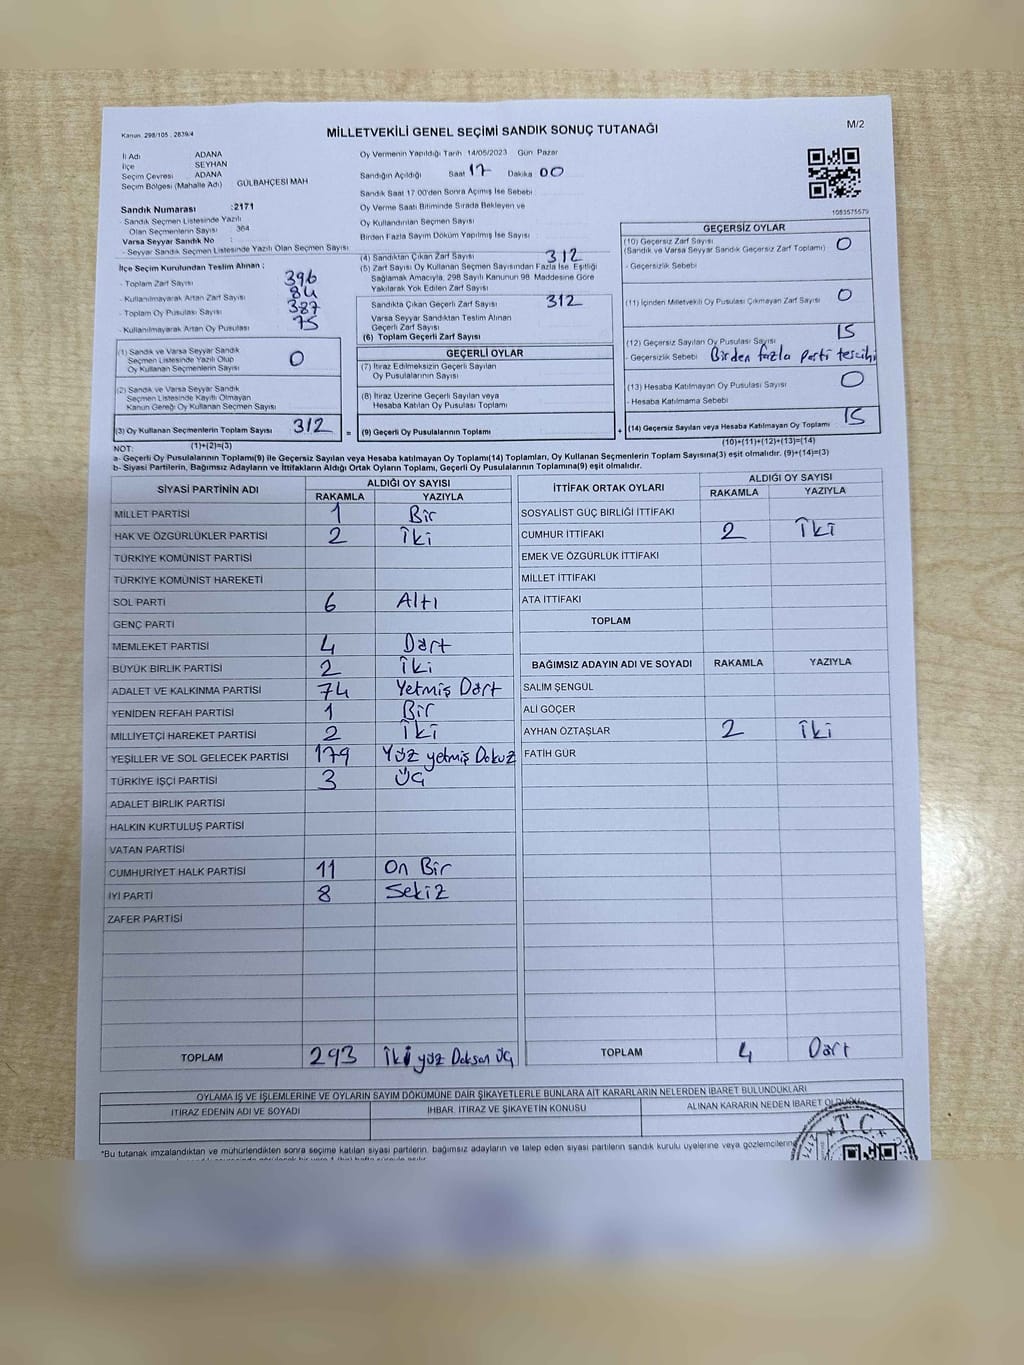 Kanun. 298/105 , 2839/4
MİLLETVEKİLİ GENEL SEÇİMİ SANDIK SONUÇ TUTANAĞI
M/2
İl Adı ADANA
İlçe SEYHAN
Seçim Çevresi ADANA
Seçim Bölgesi (Mahalle Adı) GÜLBAHÇESİ MAH
Sandık Numarası :2171
- Sandık Seçmen Listesinde Yazılı
Olan Seçmenlerin Sayısı : 364
Varsa Seyyar Sandık No :
- Seyyar Sandık Seçmen Listesinde Yazılı Olan Seçmen Sayısı:
Oy Vermenin Yapıldığı Tarih 14/05/2023 Gün Pazar
Sandığın Açıldığı Saat 17 Dakika 00
Sandık Saat 17 00'den Sonra Açımış İse Sebebi
Oy Verme Saati Bitiminde Sırada Bekleyen ve
Oy Kullandırılan Seçmen Sayısı
Birden Fazla Sayım Döküm Yapılmış İse Sayısı
1083575579
İlçe Seçim Kurulundan Teslim Alınan :
- Toplam Zarf Sayısı 396
- Kullanılmayarak Artan Zarf Sayısı 84
- Toplam Oy Pusulası Sayısı 387
- Kullanılmayarak Artan Oy Pusulası 75
(1) Sandık ve Varsa Seyyar Sandık
Seçmen Listesinde Yazılı Olup
Oy Kullanan Seçmenlerin Sayısı 0
(2) Sandık ve Varsa Seyyar Sandık
Seçmen Listesinde Kayıtlı Olmayan
Kanun Gereği Oy Kullanan Seçmen Sayısı
(3) Oy Kullanan Seçmenlerin Toplam Sayısı 312 =
(1)+(2)=(3)
(4) Sandıktan Çıkan Zarf Sayısı 312
(5) Zarf Sayısı Oy Kullanan Seçmen Sayısından Fazla İse, Eşitliği
Sağlamak Amacıyla, 298 Sayılı Kanunun 98. Maddesine Göre
Yakılarak Yok Edilen Zarf Sayısı
Sandıkta Çıkan Geçerli Zarf Sayısı 312
Varsa Seyyar Sandıktan Teslim Alınan
Geçerli Zarf Sayısı
(6) Toplam Geçerli Zarf Sayısı
GEÇERLİ OYLAR
(7) İtiraz Edilmeksizin Geçerli Sayılan
Oy Pusulalarının Sayısı
(8) İtiraz Üzerine Geçerli Sayılan veya
Hesaba Katılan Oy Pusulası Toplamı
(9) Geçerli Oy Pusulalarının Toplamı +
GEÇERSİZ OYLAR
(10) Geçersiz Zarf Sayısı
(Sandık ve Varsa Seyyar Sandık Geçersiz Zarf Toplamı) 0
- Geçersizlik Sebebi
(11) İçinden Milletvekili Oy Pusulası Çıkmayan Zarf Sayısı 0
(12) Geçersiz Sayılan Oy Pusulası Sayısı 15
- Geçersizlik Sebebi Birden fazla parti tercihi
(13) Hesaba Katılmayan Oy Pusulası Sayısı 0
- Hesaba Katılmama Sebebi
(14) Geçersiz Sayılan veya Hesaba Katılmayan Oy Toplamı 15
(10)+(11)+(12)+(13)=(14)
NOT:
a- Geçerli Oy Pusulalarının Toplamı(9) ile Geçersiz Sayılan veya Hesaba katılmayan Oy Toplamı(14) Toplamları, Oy Kullanan Seçmenlerin Toplam Sayısına(3) eşit olmalıdır. (9)+(14)=(3)
b- Siyasi Partilerin, Bağımsız Adayların ve İttifakların Aldığı Ortak Oyların Toplamı, Geçerli Oy Pusulalarının Toplamına(9) eşit olmalıdır.
SİYASİ PARTİNİN ADI ALDIĞI OY SAYISI
RAKAMLA YAZIYLA
MİLLET PARTİSİ 1 Bir
HAK VE ÖZGÜRLÜKLER PARTİSİ 2 İki
TÜRKİYE KOMÜNİST PARTİSİ
TÜRKİYE KOMÜNİST HAREKETİ
SOL PARTİ 6 Altı
GENÇ PARTİ
MEMLEKET PARTİSİ 4 Dört
BÜYÜK BİRLİK PARTİSİ 2 İki
ADALET VE KALKINMA PARTİSİ 74 Yetmiş Dört
YENİDEN REFAH PARTİSİ 1 Bir
MİLLİYETÇİ HAREKET PARTİSİ 2 İki
YEŞİLLER VE SOL GELECEK PARTİSİ 179 Yüz yetmiş Dokuz
TÜRKİYE İŞÇİ PARTİSİ 3 Üç
ADALET BİRLİK PARTİSİ
HALKIN KURTULUŞ PARTİSİ
VATAN PARTİSİ
CUMHURİYET HALK PARTİSİ 11 On Bir
İYİ PARTİ 8 Sekiz
ZAFER PARTİSİ
TOPLAM 293 İki yüz Doksan Üç
İTTİFAK ORTAK OYLARI ALDIĞI OY SAYISI
RAKAMLA YAZIYLA
SOSYALİST GÜÇ BİRLİĞİ İTTİFAKI
CUMHUR İTTİFAKI 2 İki
EMEK VE ÖZGÜRLÜK İTTİFAKI
MİLLET İTTİFAKI
ATA İTTİFAKI
TOPLAM
BAĞIMSIZ ADAYIN ADI VE SOYADI RAKAMLA YAZIYLA
SALİM ŞENGÜL
ALİ GÖÇER
AYHAN ÖZTAŞLAR 2 İki
FATİH GÜR
TOPLAM 4 Dört
OYLAMA İŞ VE İŞLEMLERİNE VE OYLARIN SAYIM DÖKÜMÜNE DAİR ŞİKAYETLERLE BUNLARA AİT KARARLARIN NELERDEN İBARET BULUNDUKLARI
İTİRAZ EDENİN ADI VE SOYADI İHBAR, İTİRAZ VE ŞİKAYETİN KONUSU ALINAN KARARIN NEDEN İBARET OLDUĞU
T.C.
*Bu tutanak imzalandıktan ve mühürlendikten sonra seçime katılan siyasi partilerin, bağımsız adayların ve talep eden siyasi partilerin sandık kurulu üyelerine veya gözlemcilerine